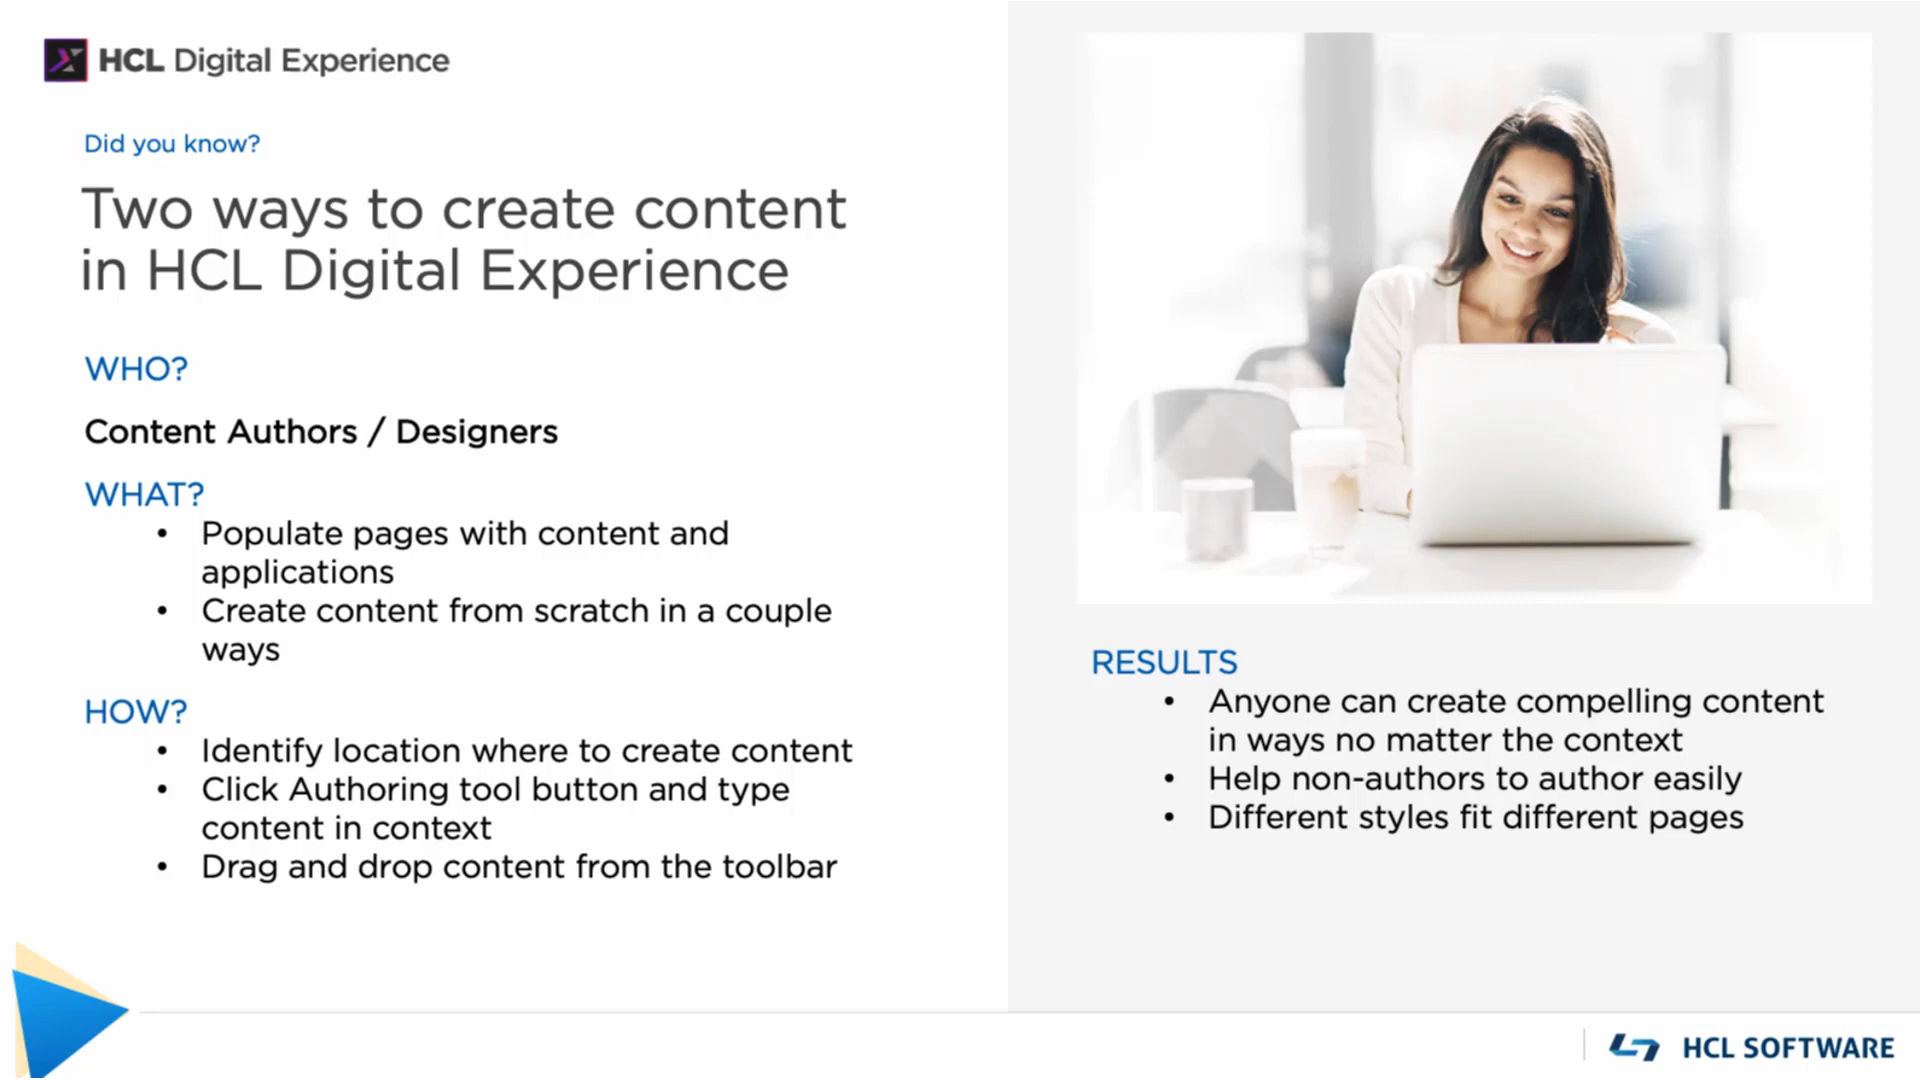 HCL Digital Experience
Did you know?
Two ways to create content
in HCL Digital Experience
WHO?
Content Authors / Designers
WHAT?
• Populate pages with content and
applications
• Create content from scratch in a couple
ways
HOW?
• Identify location where to create content
• Click Authoring tool button and type
content in context
• Drag and drop content from the toolbar
RESULTS
• Anyone can create compelling content
in ways no matter the context
• Help non-authors to author easily
• Different styles fit different pages
HCL SOFTWARE